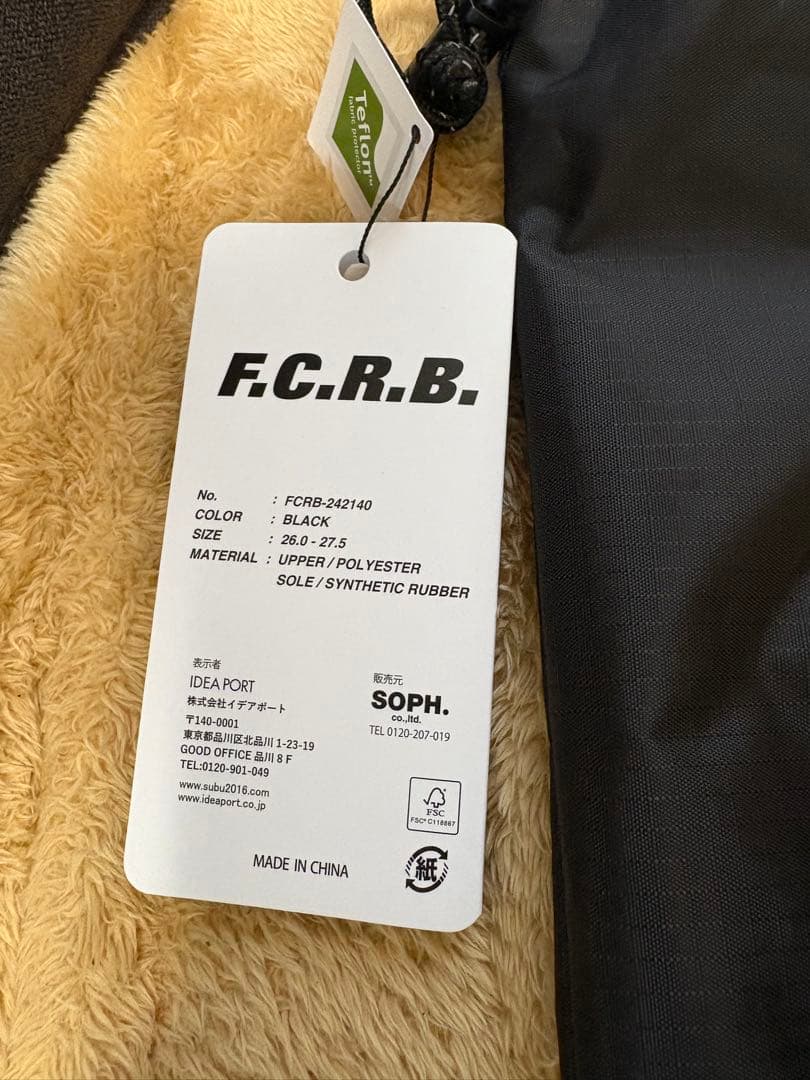 Teflon™
fabric protector
F.C.R.B.
No. : FCRB-242140
COLOR : BLACK
SIZE : 26.0 - 27.5
MATERIAL : UPPER / POLYESTER
SOLE / SYNTHETIC RUBBER
表示者
IDEA PORT
株式会社イデアポート
〒140-0001
東京都品川区北品川 1-23-19
GOOD OFFICE 品川 8 F
TEL:0120-901-049
www.subu2016.com
www.ideaport.co.jp
販売元
SOPH.
co.,ltd.
TEL 0120-207-019
FSC
FSC® C118867
MADE IN CHINA
紙